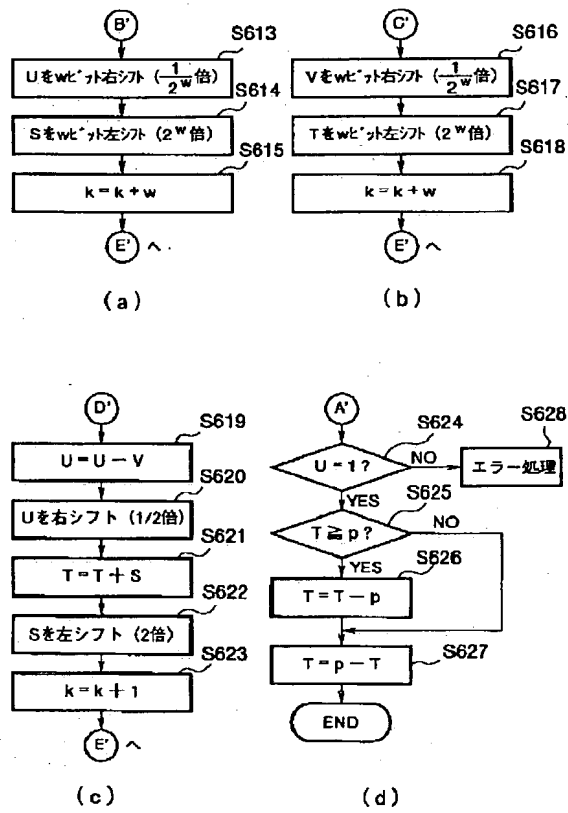 B'
S613
Uをwビット右シフト (1/2^w倍)
S614
Sをwビット左シフト (2^w倍)
S615
k=k+w
E' へ
(a)
C'
S616
Vをwビット右シフト (1/2^w倍)
S617
Tをwビット左シフト (2^w倍)
S618
k=k+w
E' へ
(b)
D'
S619
U=U-V
S620
Uを右シフト (1/2倍)
S621
T=T+S
S622
Sを左シフト (2倍)
S623
k=k+1
E' へ
(c)
A'
S624
U=1?
NO
S628
エラー処理
YES
S625
T≧p?
NO
YES
S626
T=T-p
S627
T=p-T
END
(d)